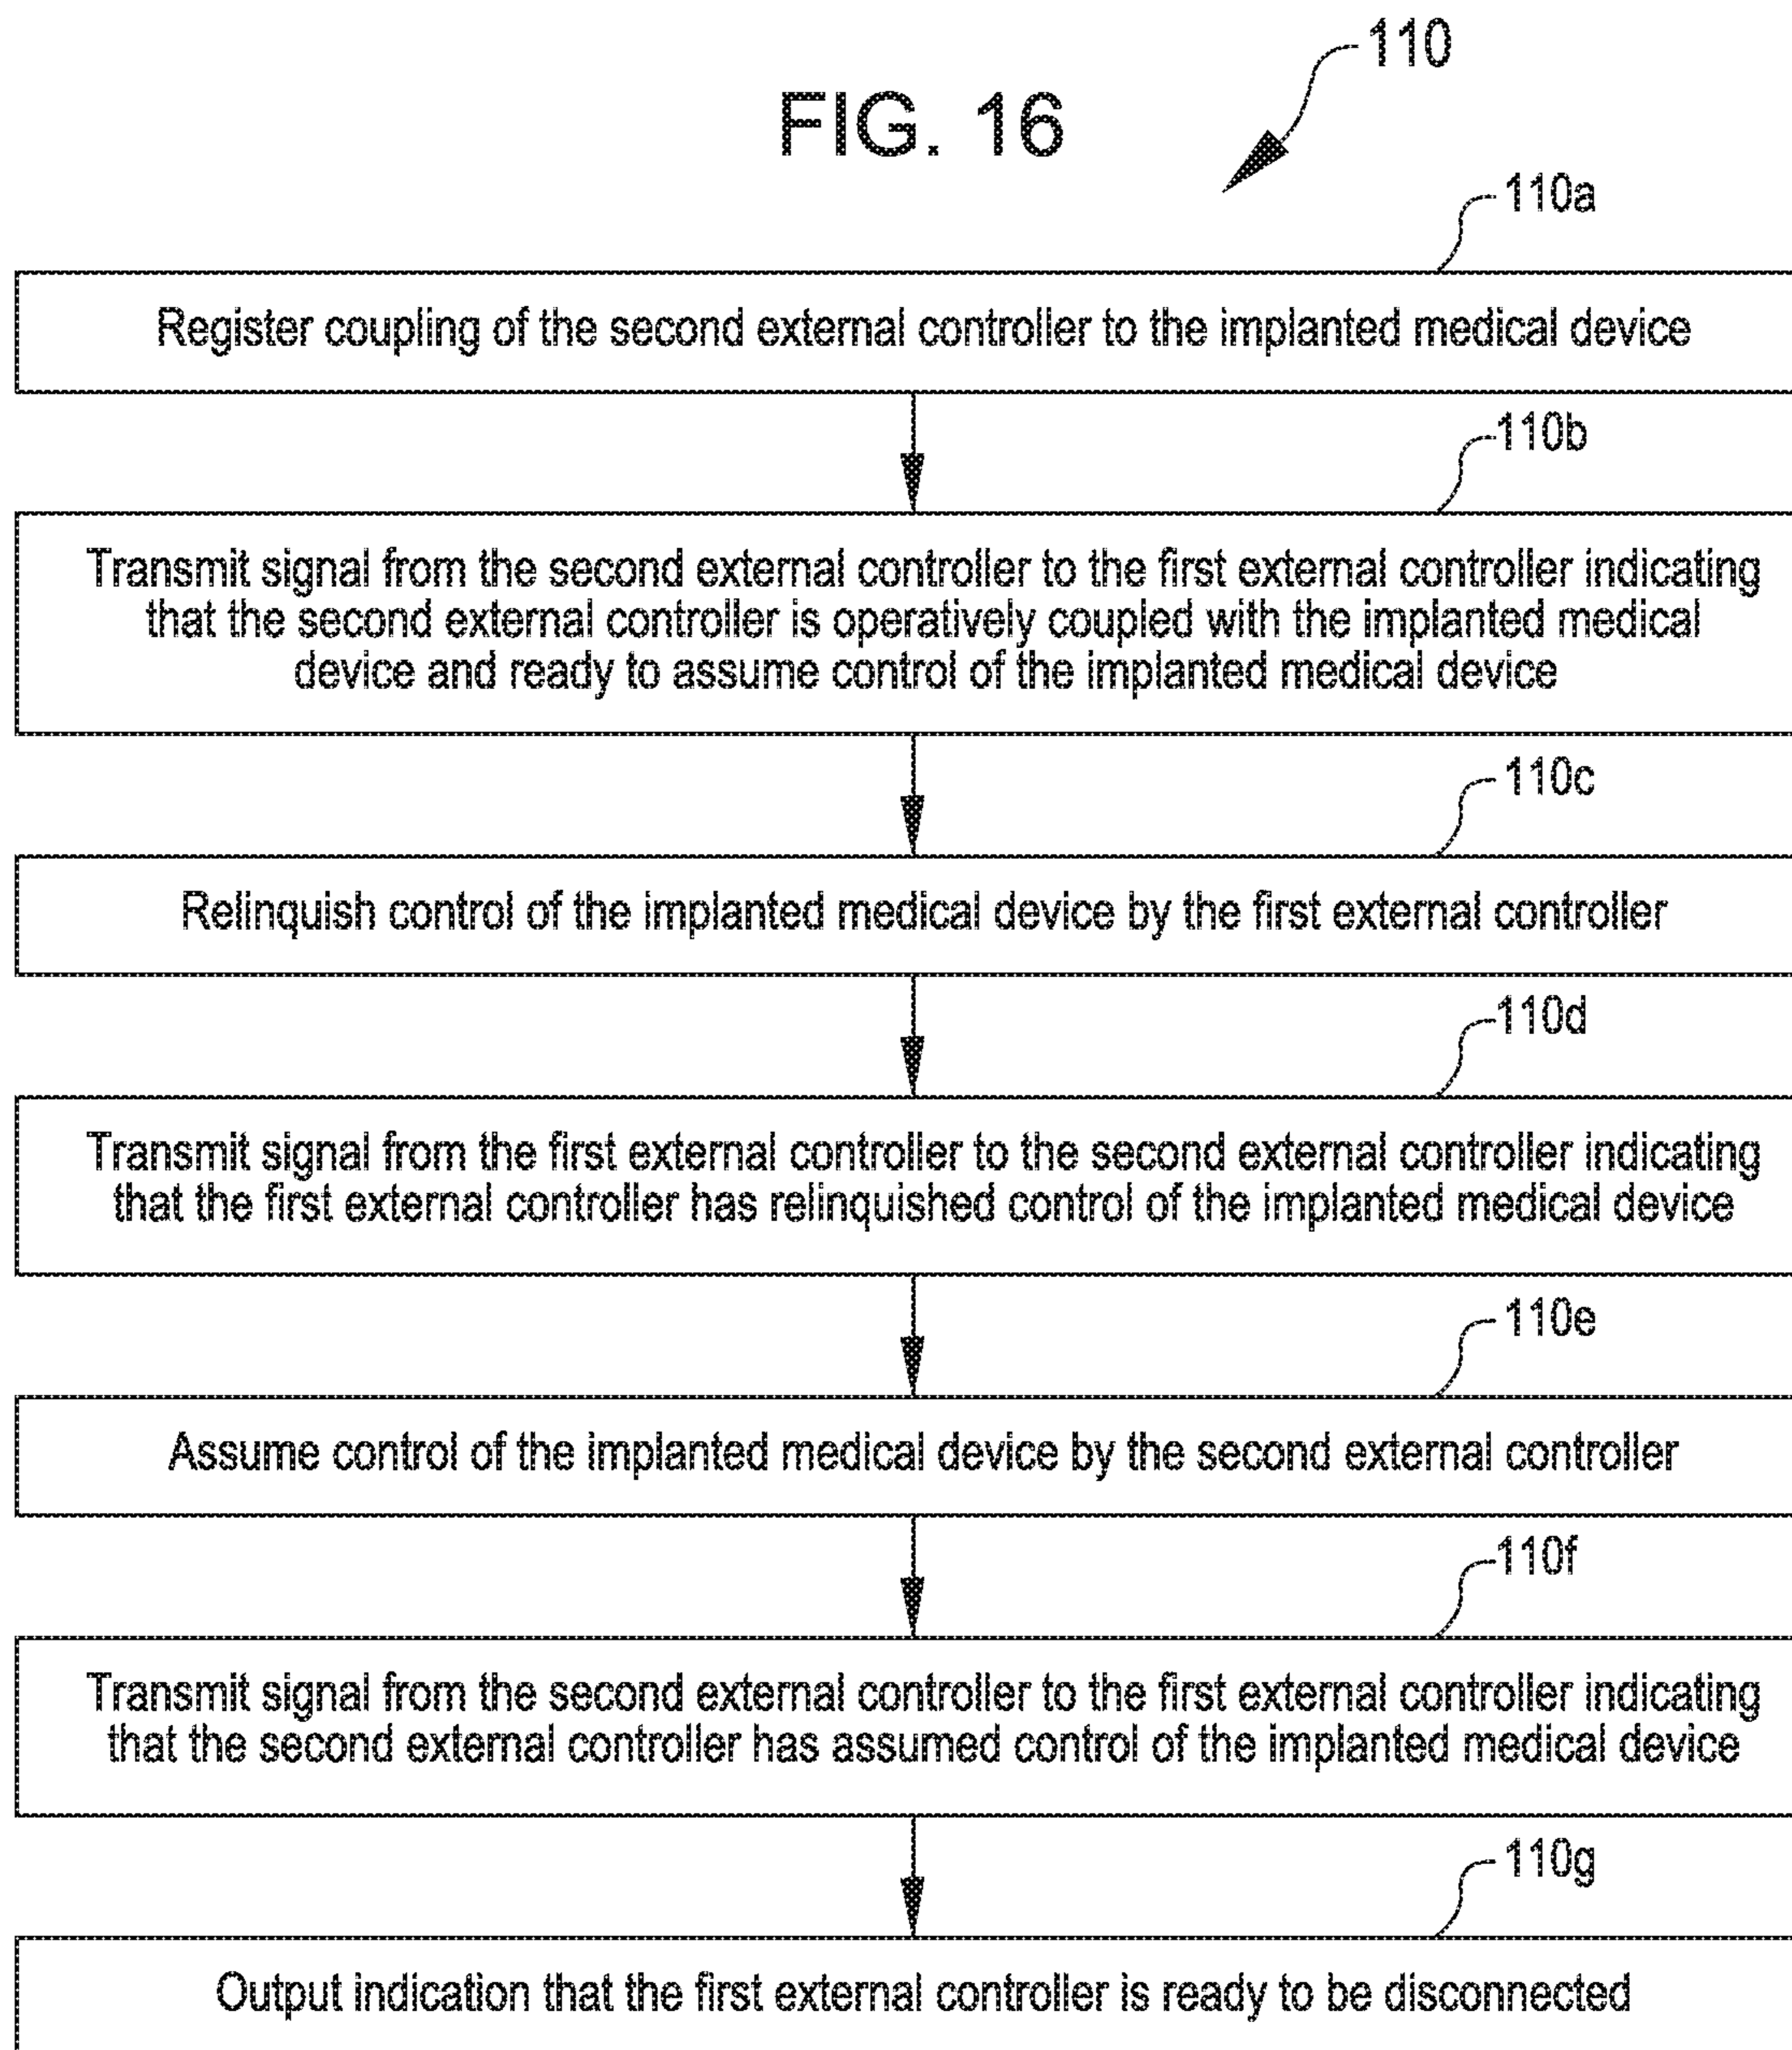 110
FIG. 16
110a
Register coupling of the second external controller to the implanted medical device
110b
Transmit signal from the second external controller to the first external controller indicating
that the second external controller is operatively coupled with the implanted medical
device and ready to assume control of the implanted medical device
110c
Relinquish control of the implanted medical device by the first external controller
110d
Transmit signal from the first external controller to the second external controller indicating
that the first external controller has relinquished control of the implanted medical device
110e
Assume control of the implanted medical device by the second external controller
110f
Transmit signal from the second external controller to the first external controller indicating
that the second external controller has assumed control of the implanted medical device
110g
Output indication that the first external controller is ready to be disconnected